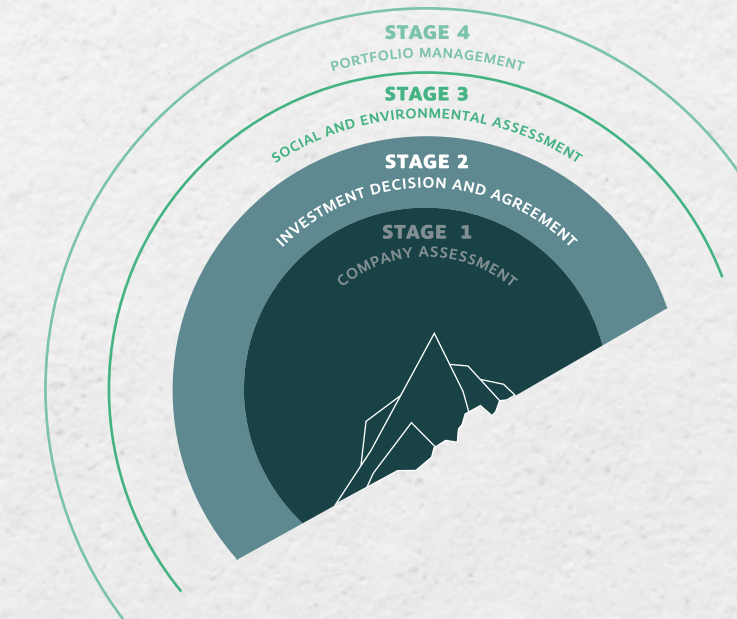 STAGE 4
PORTFOLIO MANAGEMENT
STAGE 3
SOCIAL AND ENVIRONMENTAL ASSESSMENT
STAGE 2
INVESTMENT DECISION AND AGREEMENT
STAGE 1
COMPANY ASSESSMENT